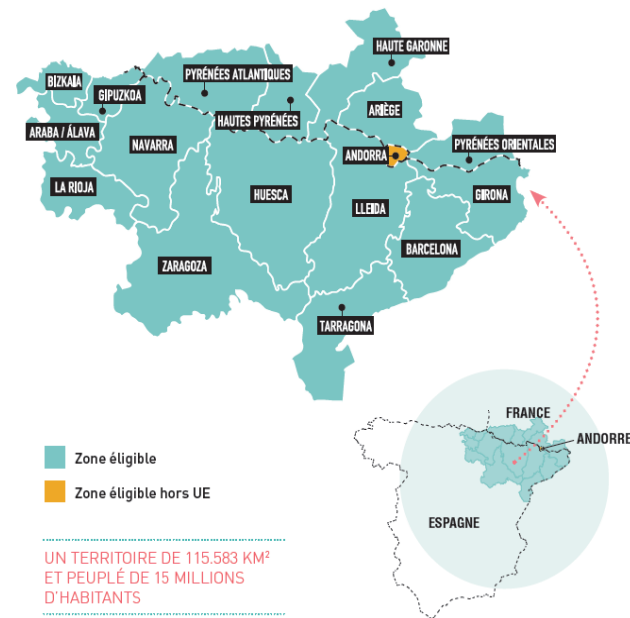 HAUTE GARONNE
PYRÉNÉES ATLANTIQUES
BIZKAIA
GIPUZKOA
ARIÈGE
HAUTES PYRÉNÉES
ARABA / ÁLAVA
NAVARRA
ANDORRA
PYRÉNÉES ORIENTALES
LA RIOJA
HUESCA
LLEIDA
GIRONA
BARCELONA
ZARAGOZA
TARRAGONA
FRANCE
ANDORRE
ESPAGNE
Zone éligible
Zone éligible hors UE
UN TERRITOIRE DE 115.583 KM²
ET PEUPLÉ DE 15 MILLIONS
D’HABITANTS